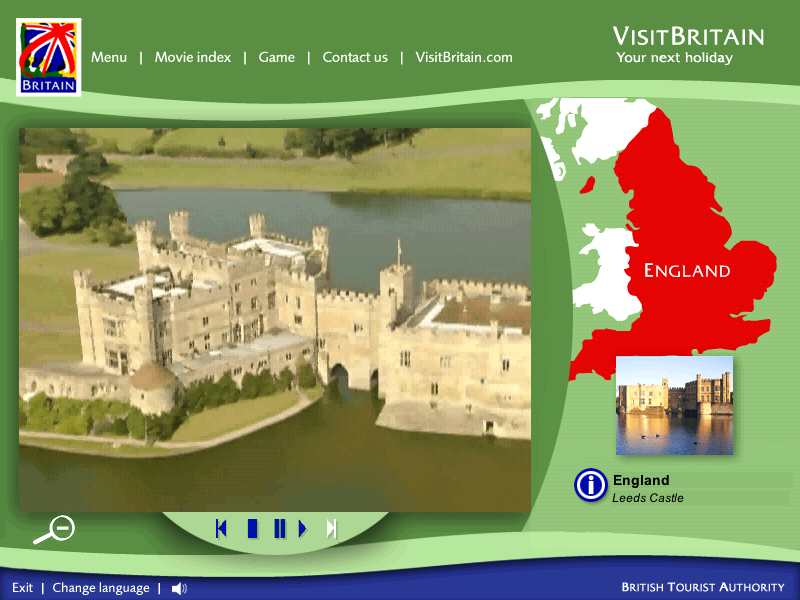 BRITAIN
Menu | Movie index | Game | Contact us | VisitBritain.com
VISITBRITAIN
Your next holiday
ENGLAND
England
Leeds Castle
Exit | Change language |
BRITISH TOURIST AUTHORITY